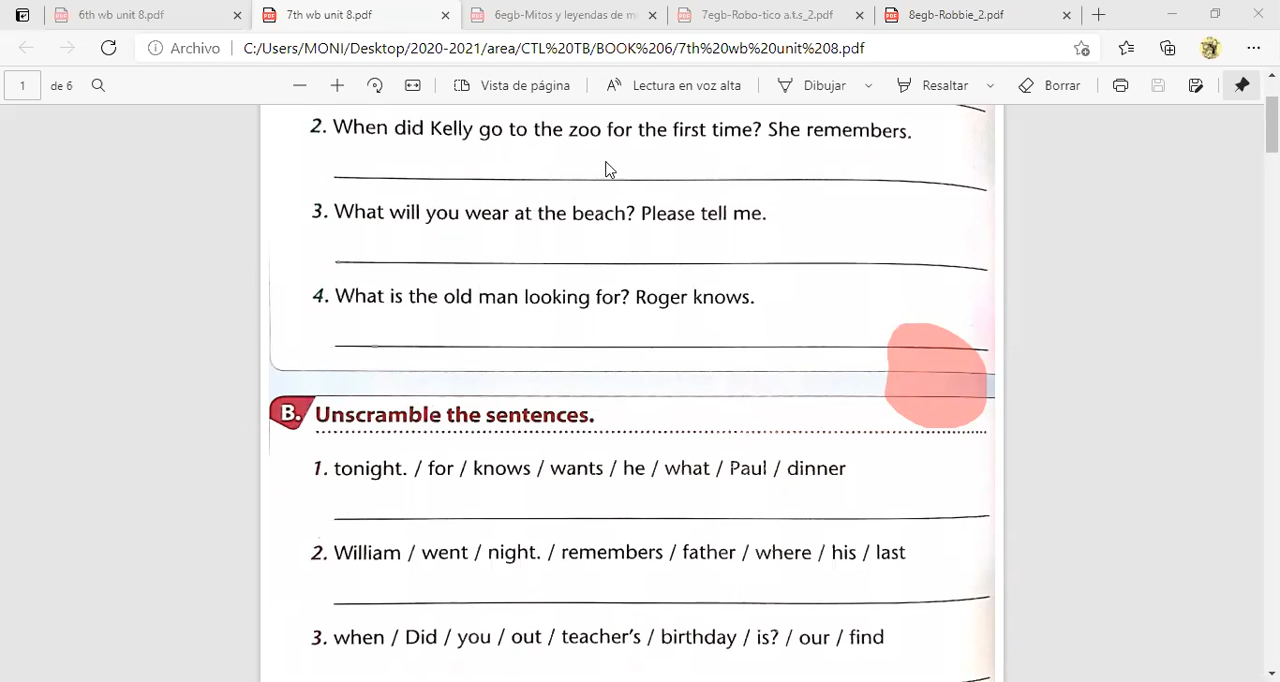 6th wb unit 8.pdf
7th wb unit 8.pdf
6egb-Mitos y leyendas de m
7egb-Robo-tico a.t.s_2.pdf
8egb-Robbie_2.pdf
Archivo
C:/Users/MONI/Desktop/2020-2021/area/CTL%20TB/BOOK%206/7th%20wb%20unit%208.pdf
1 de 6
Vista de página
Lectura en voz alta
Dibujar
Resaltar
Borrar
2. When did Kelly go to the zoo for the first time? She remembers.
3. What will you wear at the beach? Please tell me.
4. What is the old man looking for? Roger knows.
B. Unscramble the sentences.
1. tonight. / for / knows / wants / he / what / Paul / dinner
2. William / went / night. / remembers / father / where / his / last
3. when / Did / you / out / teacher's / birthday / is? / our / find